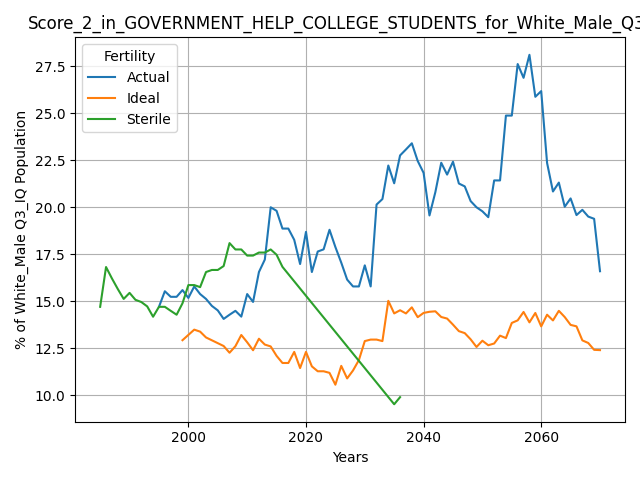 Score_2_in_GOVERNMENT_HELP_COLLEGE_STUDENTS_for_White_Male_Q3
Fertility
Actual
Ideal
Sterile
27.5
25.0
22.5
20.0
17.5
15.0
12.5
10.0
% of White_Male Q3_IQ Population
2000
2020
2040
2060
Years